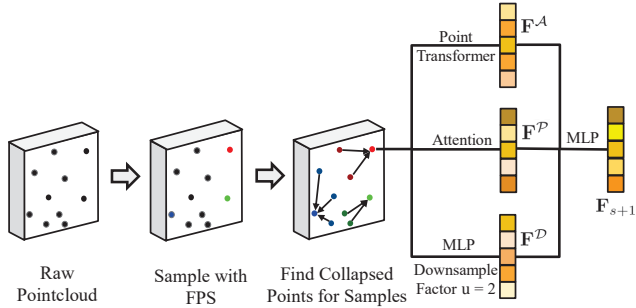 Point
Transformer
F^A
Attention
F^P
MLP
F_{s+1}
MLP
Downsample
Factor u = 2
F^D
Raw
Pointcloud
Sample with
FPS
Find Collapsed
Points for Samples